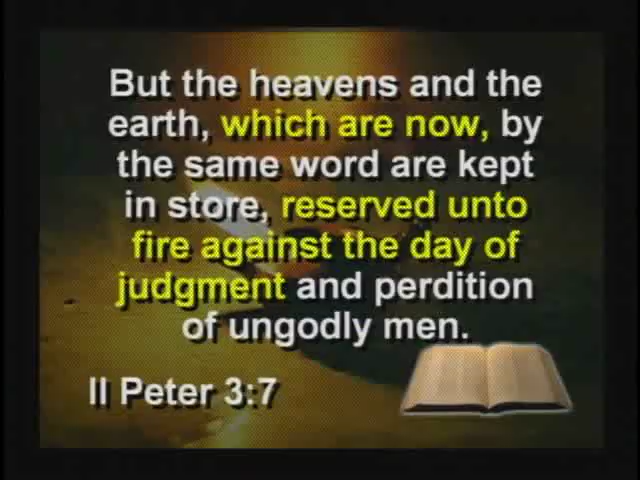 But the heavens and the
earth, which are now, by
the same word are kept
in store, reserved unto
fire against the day of
judgment and perdition
of ungodly men.
II Peter 3:7